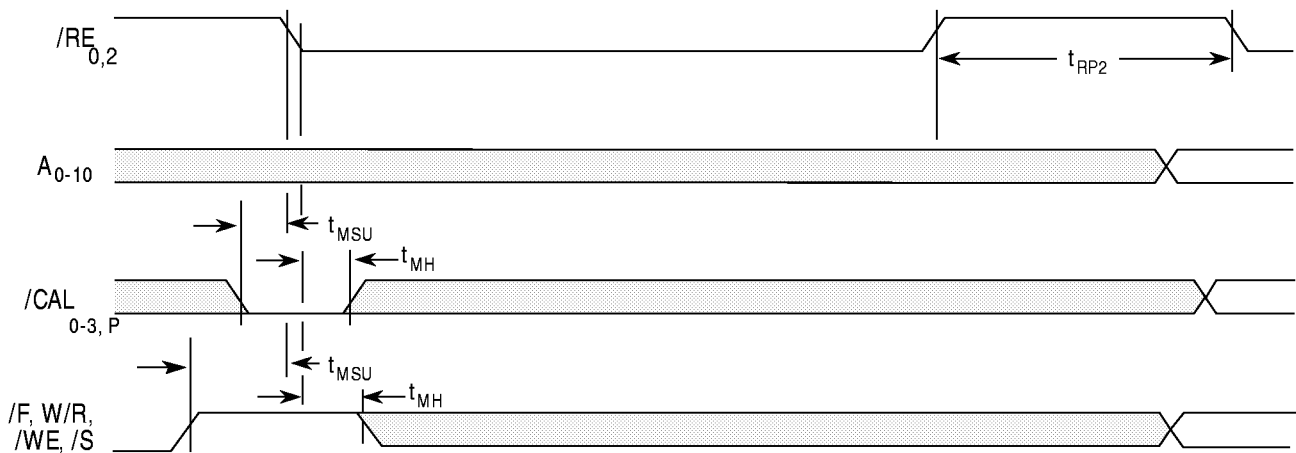 /RE0,2
tRP2
A0-10
tMSU
tMH
/CAL0-3, P
tMSU
tMH
/F, W/R,
/WE, /S